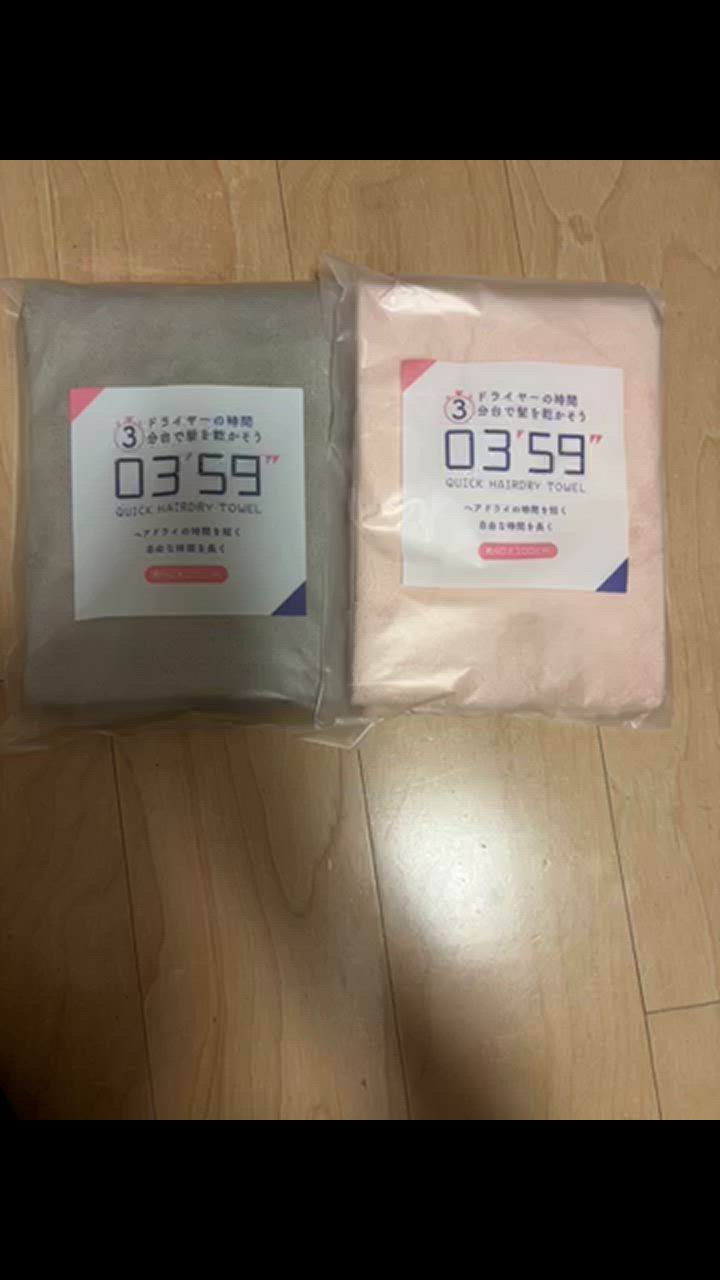 ドライヤーの時間
3分台で髪を乾かそう
03'59"
QUICK HAIRDRY TOWEL
ヘアドライの時間を短く
自由な時間を長く
ドライヤーの時間
3分台で髪を乾かそう
03'59"
QUICK HAIRDRY TOWEL
ヘアドライの時間を短く
自由な時間を長く
約40×100cm